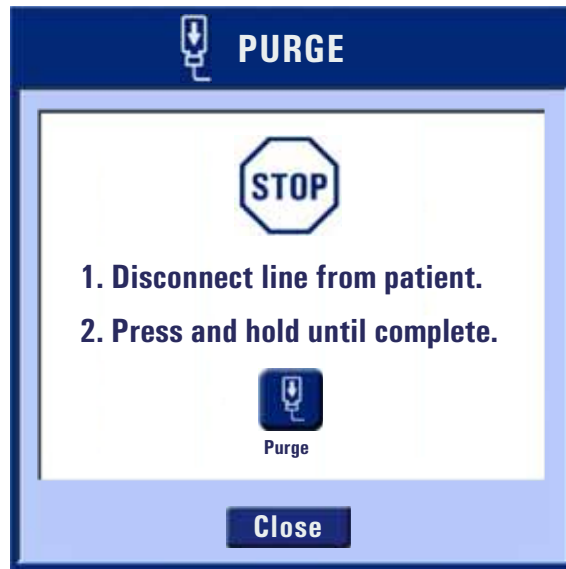 PURGE
STOP
1. Disconnect line from patient.
2. Press and hold until complete.
Purge
Close